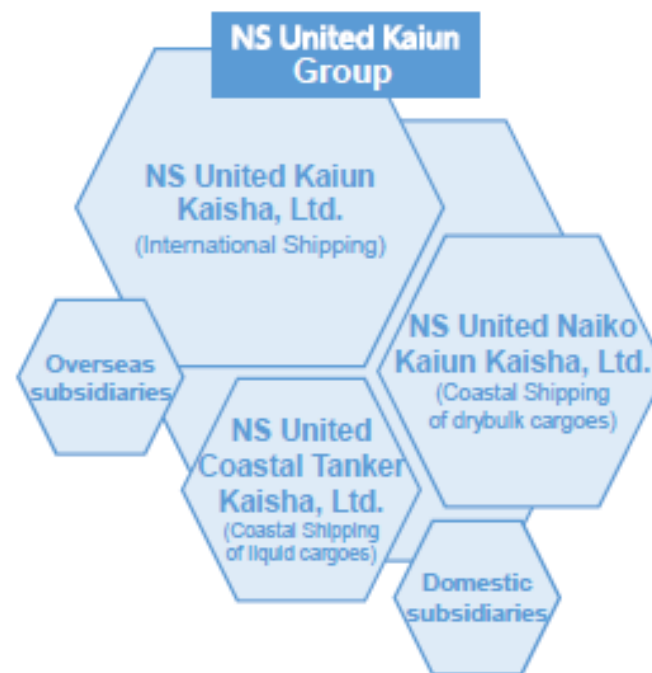 NS United Kaiun
Group
NS United Kaiun
Kaisha, Ltd.
(International Shipping)
NS United Naiko
Kaiun Kaisha, Ltd.
(Coastal Shipping
of drybulk cargoes)
Overseas
subsidiaries
NS United
Coastal Tanker
Kaisha, Ltd.
(Coastal Shipping
of liquid cargoes)
Domestic
subsidiaries